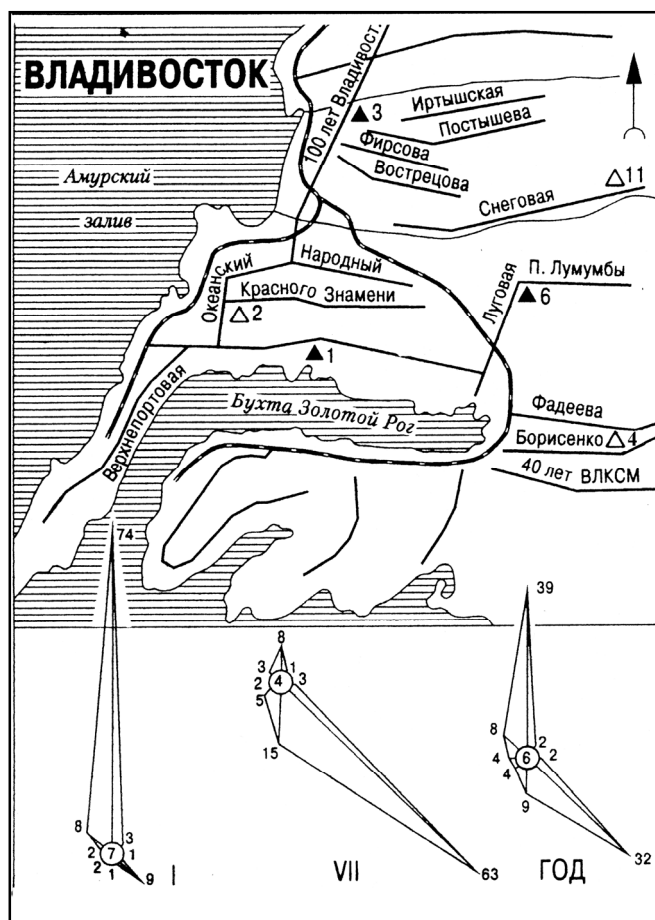 ВЛАДИВОСТОК
100 лет Владивост.
▲3
Иртышская
Постышева
Фирсова
Вострецова
Амурский
залив
Снеговая
△11
Океанский
Народный
Красного Знамени
△2
Луговая
П. Лумумбы
▲6
▲1
Верхнепортовая
Бухта Золотой Рог
Фадеева
Борисенко △4
40 лет ВЛКСМ
74
8
3
2
7
1
2
1
9
I
8
3
1
2
4
3
5
15
63
VII
39
8
2
4
6
2
4
9
32
ГОД